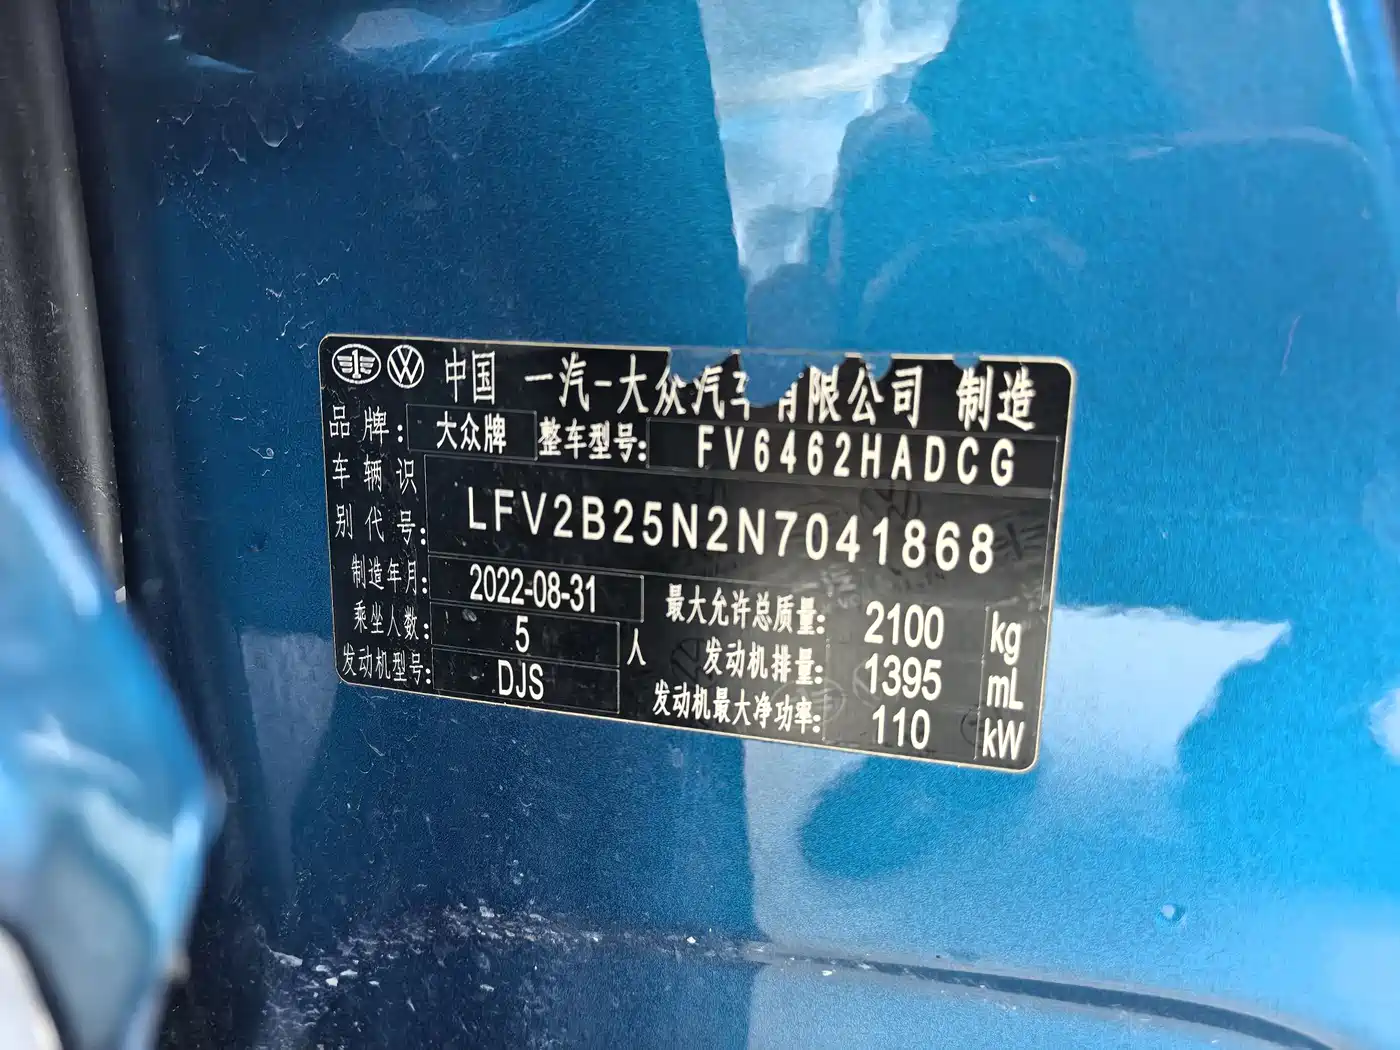 中国 一汽-大众汽车有限公司 制造
品牌: 大众牌 整车型号: FV6462HADCG
车辆识别代号: LFV2B25N2N7041868
制造年月: 2022-08-31 最大允许总质量: 2100 kg
乘坐人数: 5 人 发动机排量: 1395 mL
发动机型号: DJS 发动机最大净功率: 110 kW